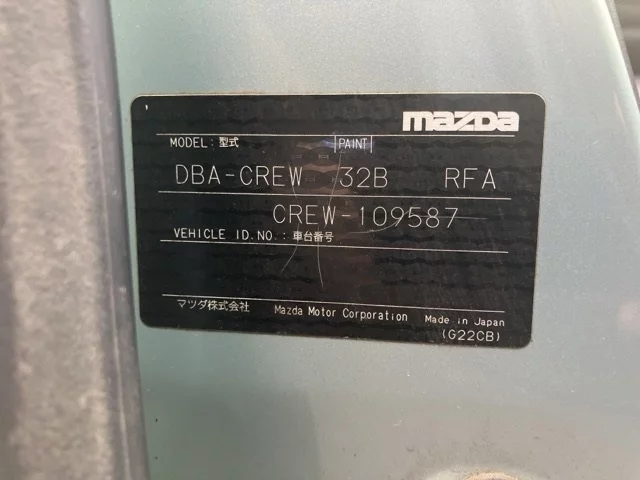 mazda
MODEL: 型式 PAINT
DBA-CREW 32B RFA
CREW-109587
VEHICLE ID.NO.: 車台番号
マツダ株式会社 Mazda Motor Corporation Made in Japan
(G22CB)